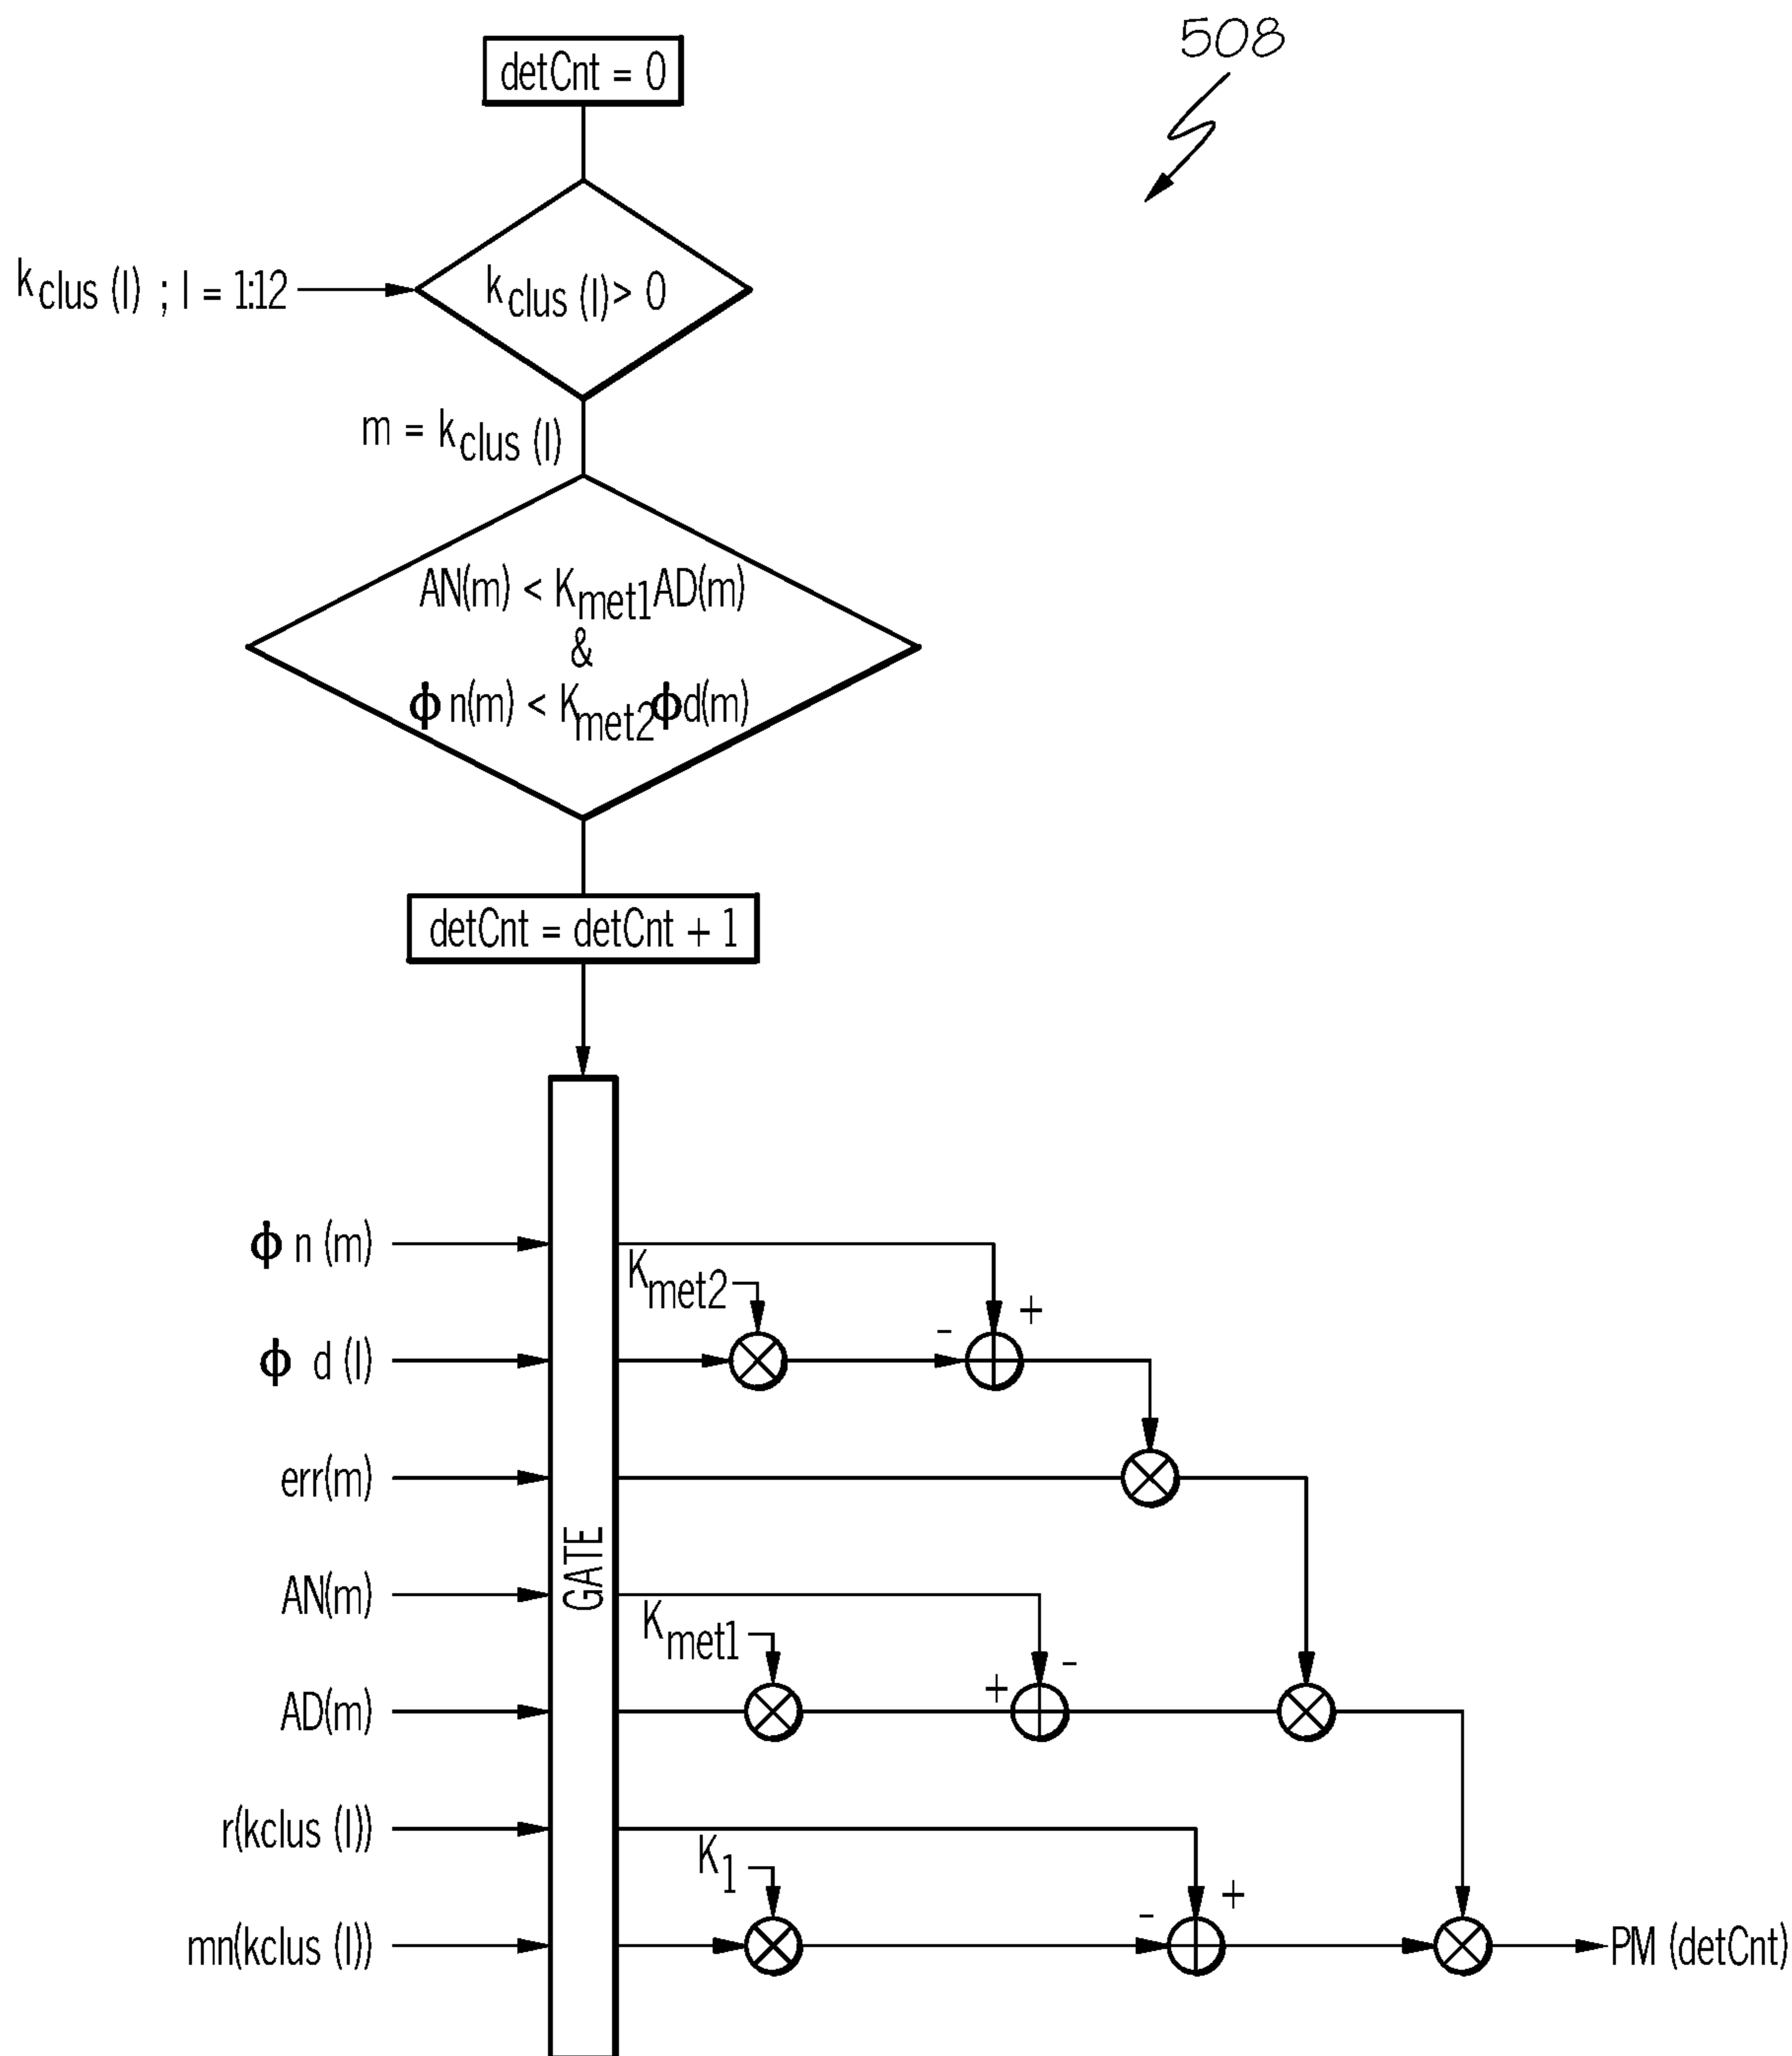 508
detCnt = 0
kclus (l) ; l = 1:12
kclus (l) > 0
m = kclus (l)
AN(m) < Kmet1AD(m)
&
ϕ n(m) < Kmet2ϕd(m)
detCnt = detCnt + 1
GATE
ϕ n (m)
Kmet2
+
-
ϕ d (l)
err(m)
AN(m)
Kmet1
-
+
AD(m)
r(kclus (l))
K1
+
-
mn(kclus (l))
PM (detCnt)